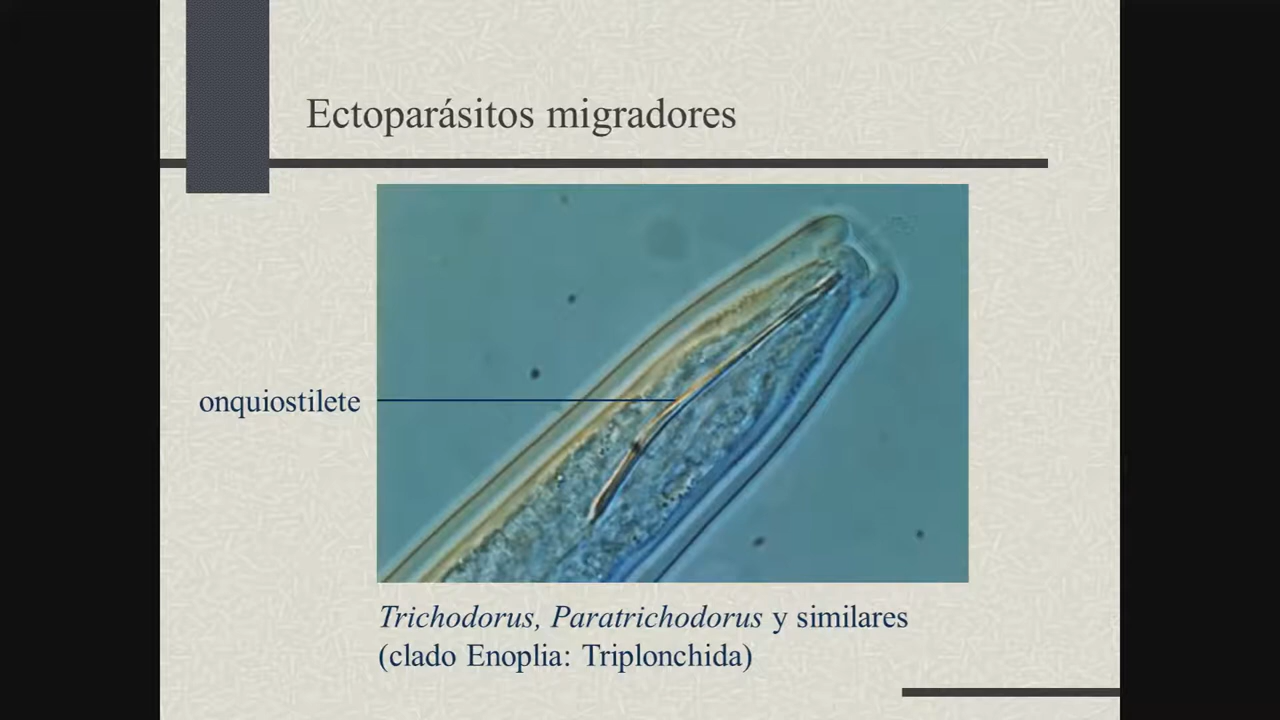 Ectoparásitos migradores
onquiostilete
Trichodorus, Paratrichodorus y similares
(clado Enoplia: Triplonchida)